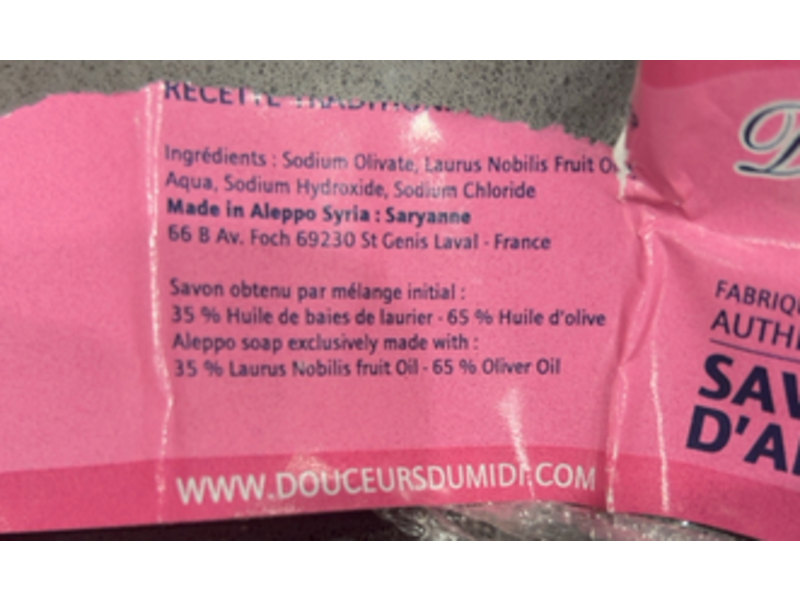 RECETTE TRADITION
Ingrédients : Sodium Olivate, Laurus Nobilis Fruit O
Aqua, Sodium Hydroxide, Sodium Chloride
Made in Aleppo Syria : Saryanne
66 B Av. Foch 69230 St Genis Laval - France
Savon obtenu par mélange initial :
35 % Huile de baies de laurier - 65 % Huile d'olive
Aleppo soap exclusively made with :
35 % Laurus Nobilis fruit Oil - 65 % Oliver Oil
WWW.DOUCEURSDUMIDI.COM
D
FABRIQ
AUTHE
SAV
D'AL